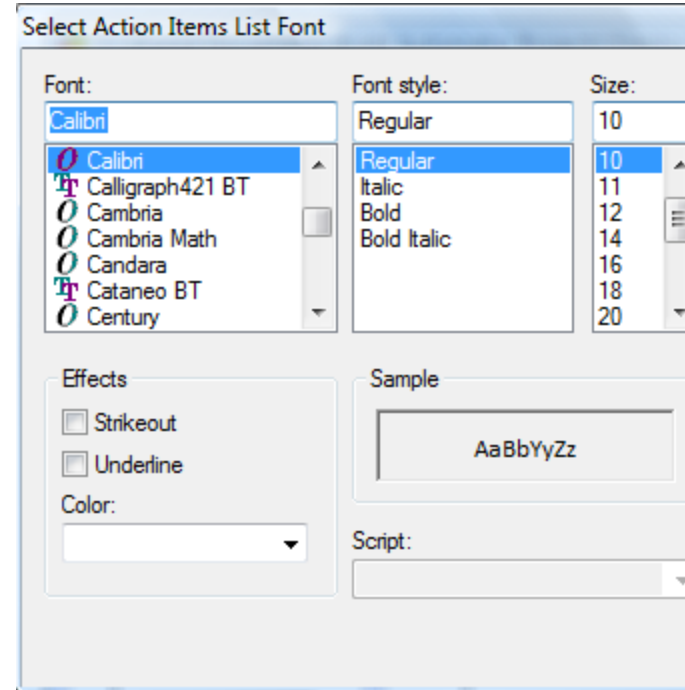 Select Action Items List Font
Font:
Calibri
Calibri
Calligraph421 BT
Cambria
Cambria Math
Candara
Cataneo BT
Century
Font style:
Regular
Regular
Italic
Bold
Bold Italic
Size:
10
10
11
12
14
16
18
20
Effects
Strikeout
Underline
Color:
Sample
AaBbYyZz
Script: